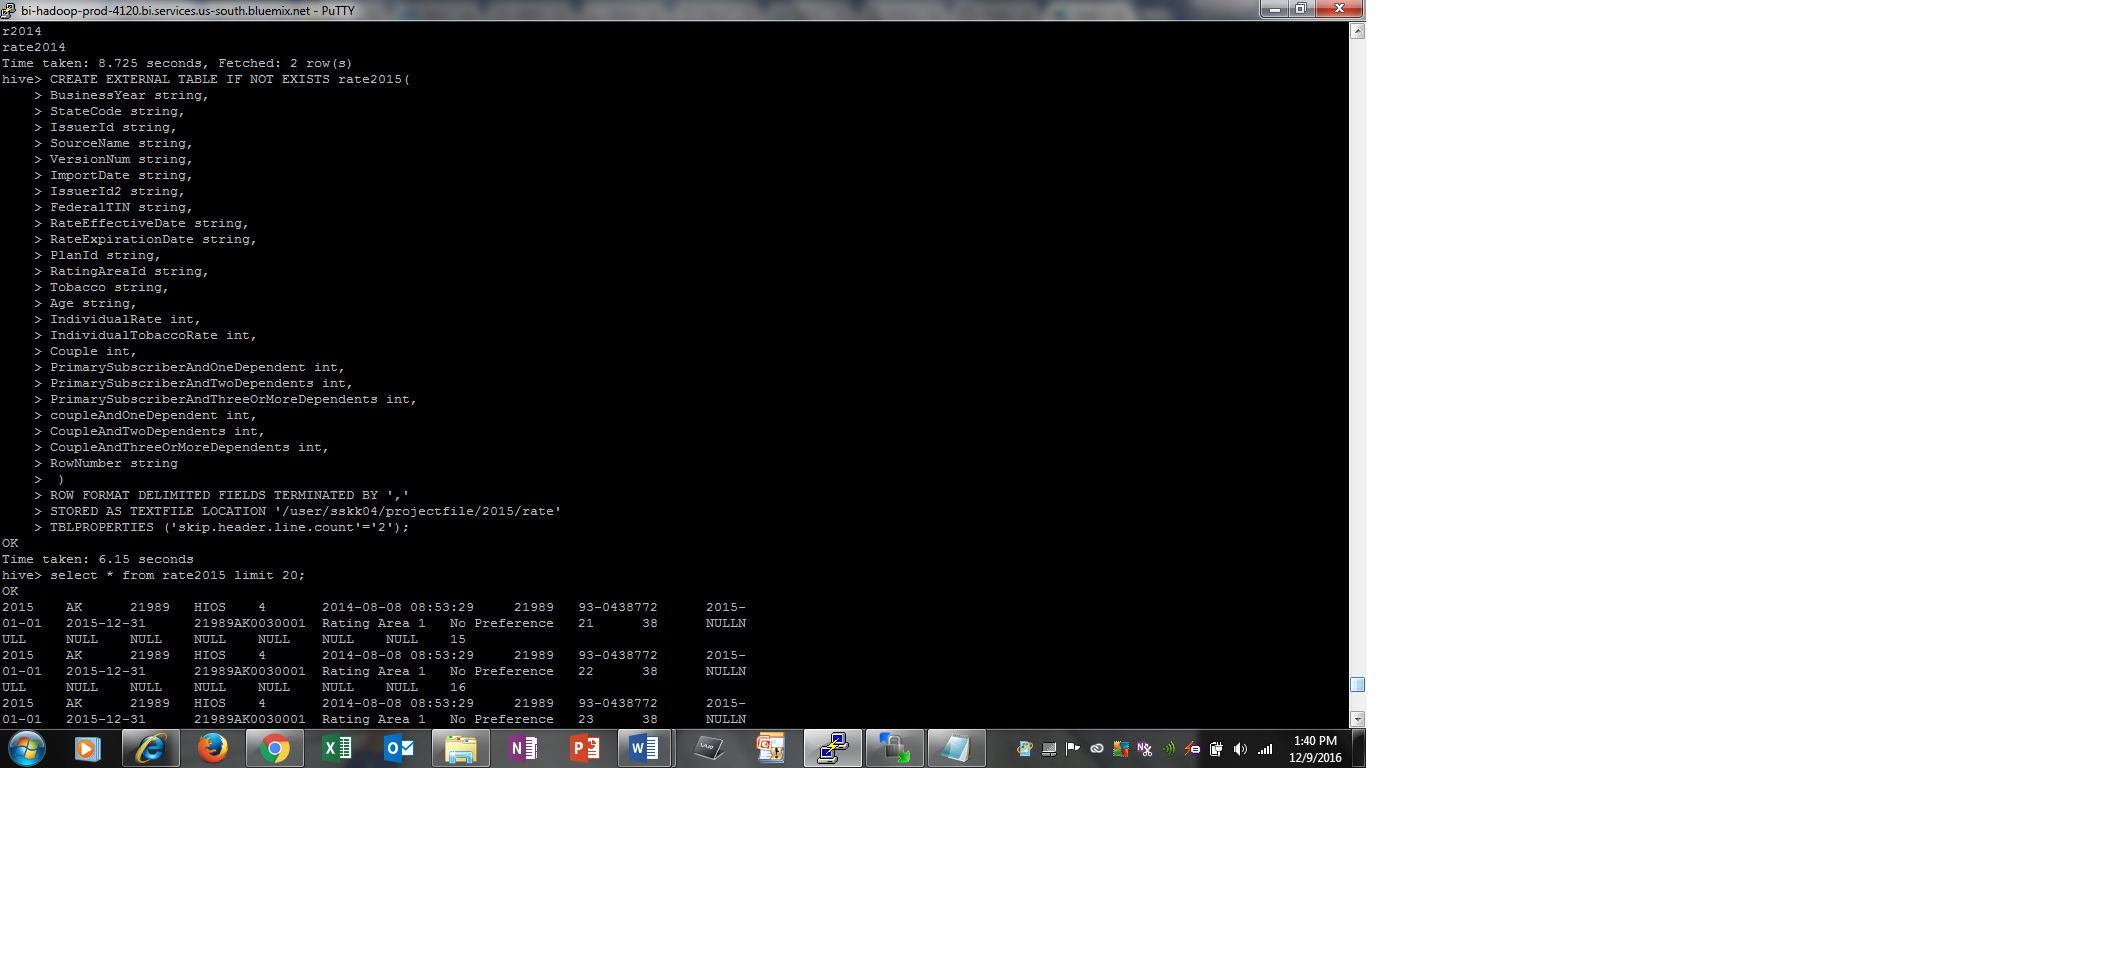 bi-hadoop-prod-4120.bi.services.us-south.bluemix.net - PuTTY
r2014
rate2014
Time taken: 8.725 seconds, Fetched: 2 row(s)
hive> CREATE EXTERNAL TABLE IF NOT EXISTS rate2015(
    > BusinessYear string,
    > StateCode string,
    > IssuerId string,
    > SourceName string,
    > VersionNum string,
    > ImportDate string,
    > IssuerId2 string,
    > FederalTIN string,
    > RateEffectiveDate string,
    > RateExpirationDate string,
    > PlanId string,
    > RatingAreaId string,
    > Tobacco string,
    > Age string,
    > IndividualRate int,
    > IndividualTobaccoRate int,
    > Couple int,
    > PrimarySubscriberAndOneDependent int,
    > PrimarySubscriberAndTwoDependents int,
    > PrimarySubscriberAndThreeOrMoreDependents int,
    > coupleAndOneDependent int,
    > CoupleAndTwoDependents int,
    > CoupleAndThreeOrMoreDependents int,
    > RowNumber string
    >  )
    > ROW FORMAT DELIMITED FIELDS TERMINATED BY ','
    > STORED AS TEXTFILE LOCATION '/user/sskk04/projectfile/2015/rate'
    > TBLPROPERTIES ('skip.header.line.count'='2');
OK
Time taken: 6.15 seconds
hive> select * from rate2015 limit 20;
OK
2015    AK      21989   HIOS    4       2014-08-08 08:53:29     21989   93-0438772      2015-
01-01   2015-12-31      21989AK0030001  Rating Area 1   No Preference   21      38      NULLN
ULL     NULL    NULL    NULL    NULL    NULL    NULL    15
2015    AK      21989   HIOS    4       2014-08-08 08:53:29     21989   93-0438772      2015-
01-01   2015-12-31      21989AK0030001  Rating Area 1   No Preference   22      38      NULLN
ULL     NULL    NULL    NULL    NULL    NULL    NULL    16
2015    AK      21989   HIOS    4       2014-08-08 08:53:29     21989   93-0438772      2015-
01-01   2015-12-31      21989AK0030001  Rating Area 1   No Preference   23      38      NULLN
1:40 PM
12/9/2016